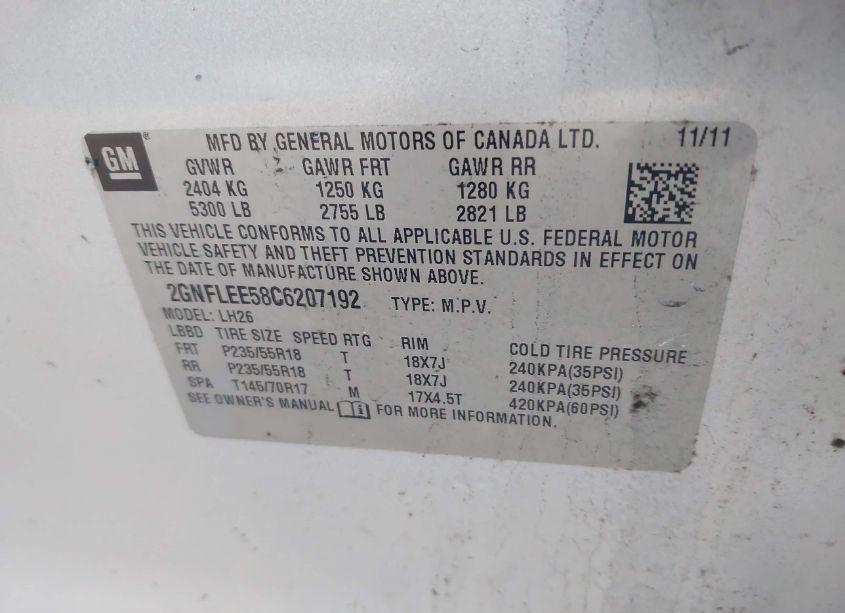 GM
MFD BY GENERAL MOTORS OF CANADA LTD. 11/11
GVWR GAWR FRT GAWR RR
2404 KG 1250 KG 1280 KG
5300 LB 2755 LB 2821 LB
THIS VEHICLE CONFORMS TO ALL APPLICABLE U.S. FEDERAL MOTOR
VEHICLE SAFETY AND THEFT PREVENTION STANDARDS IN EFFECT ON
THE DATE OF MANUFACTURE SHOWN ABOVE.
2GNFLEE58C6207192 TYPE: M.P.V.
MODEL: LH26
LBBD TIRE SIZE SPEED RTG RIM COLD TIRE PRESSURE
FRT P235/55R18 T 18X7J 240KPA(35PSI)
RR P235/55R18 T 18X7J 240KPA(35PSI)
SPA T145/70R17 M 17X4.5T 420KPA(60PSI)
SEE OWNER'S MANUAL FOR MORE INFORMATION.